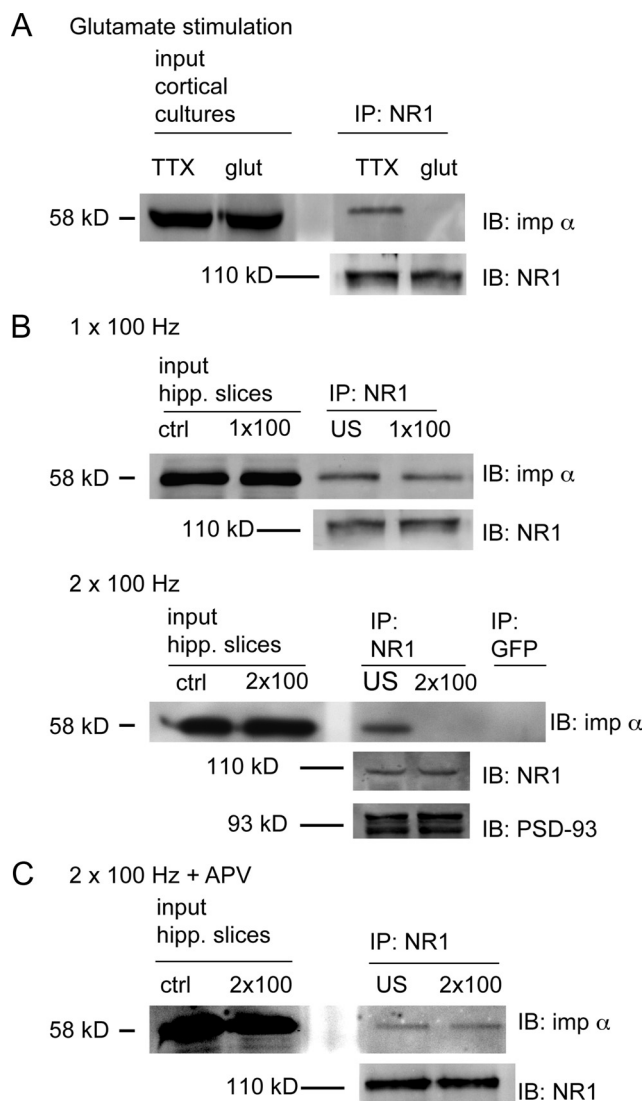 A Glutamate stimulation
input
cortical
cultures
IP: NR1
TTX glut TTX glut
58 kD IB: imp α
110 kD IB: NR1
B 1 x 100 Hz
input
hipp. slices IP: NR1
ctrl 1x100 US 1x100
58 kD IB: imp α
110 kD IB: NR1
2 x 100 Hz
input IP: IP:
hipp. slices NR1 GFP
ctrl 2x100 US 2x100
58 kD IB: imp α
110 kD IB: NR1
93 kD IB: PSD-93
C 2 x 100 Hz + APV
input
hipp. slices IP: NR1
ctrl 2x100 US 2x100
58 kD IB: imp α
110 kD IB: NR1